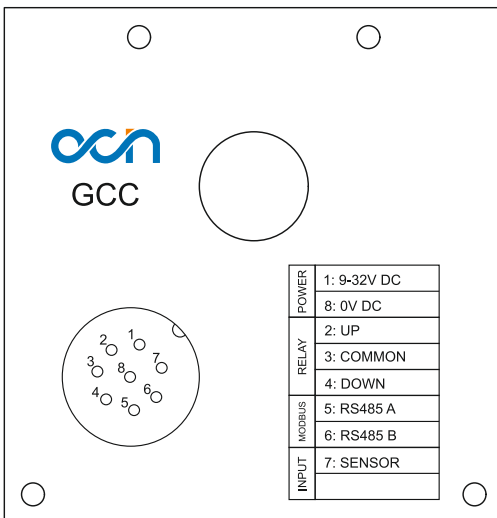 ocin
GCC
POWER
1: 9-32V DC
8: 0V DC
RELAY
2: UP
3: COMMON
4: DOWN
MODBUS
5: RS485 A
6: RS485 B
INPUT
7: SENSOR
1
2
3
8
7
4
5
6